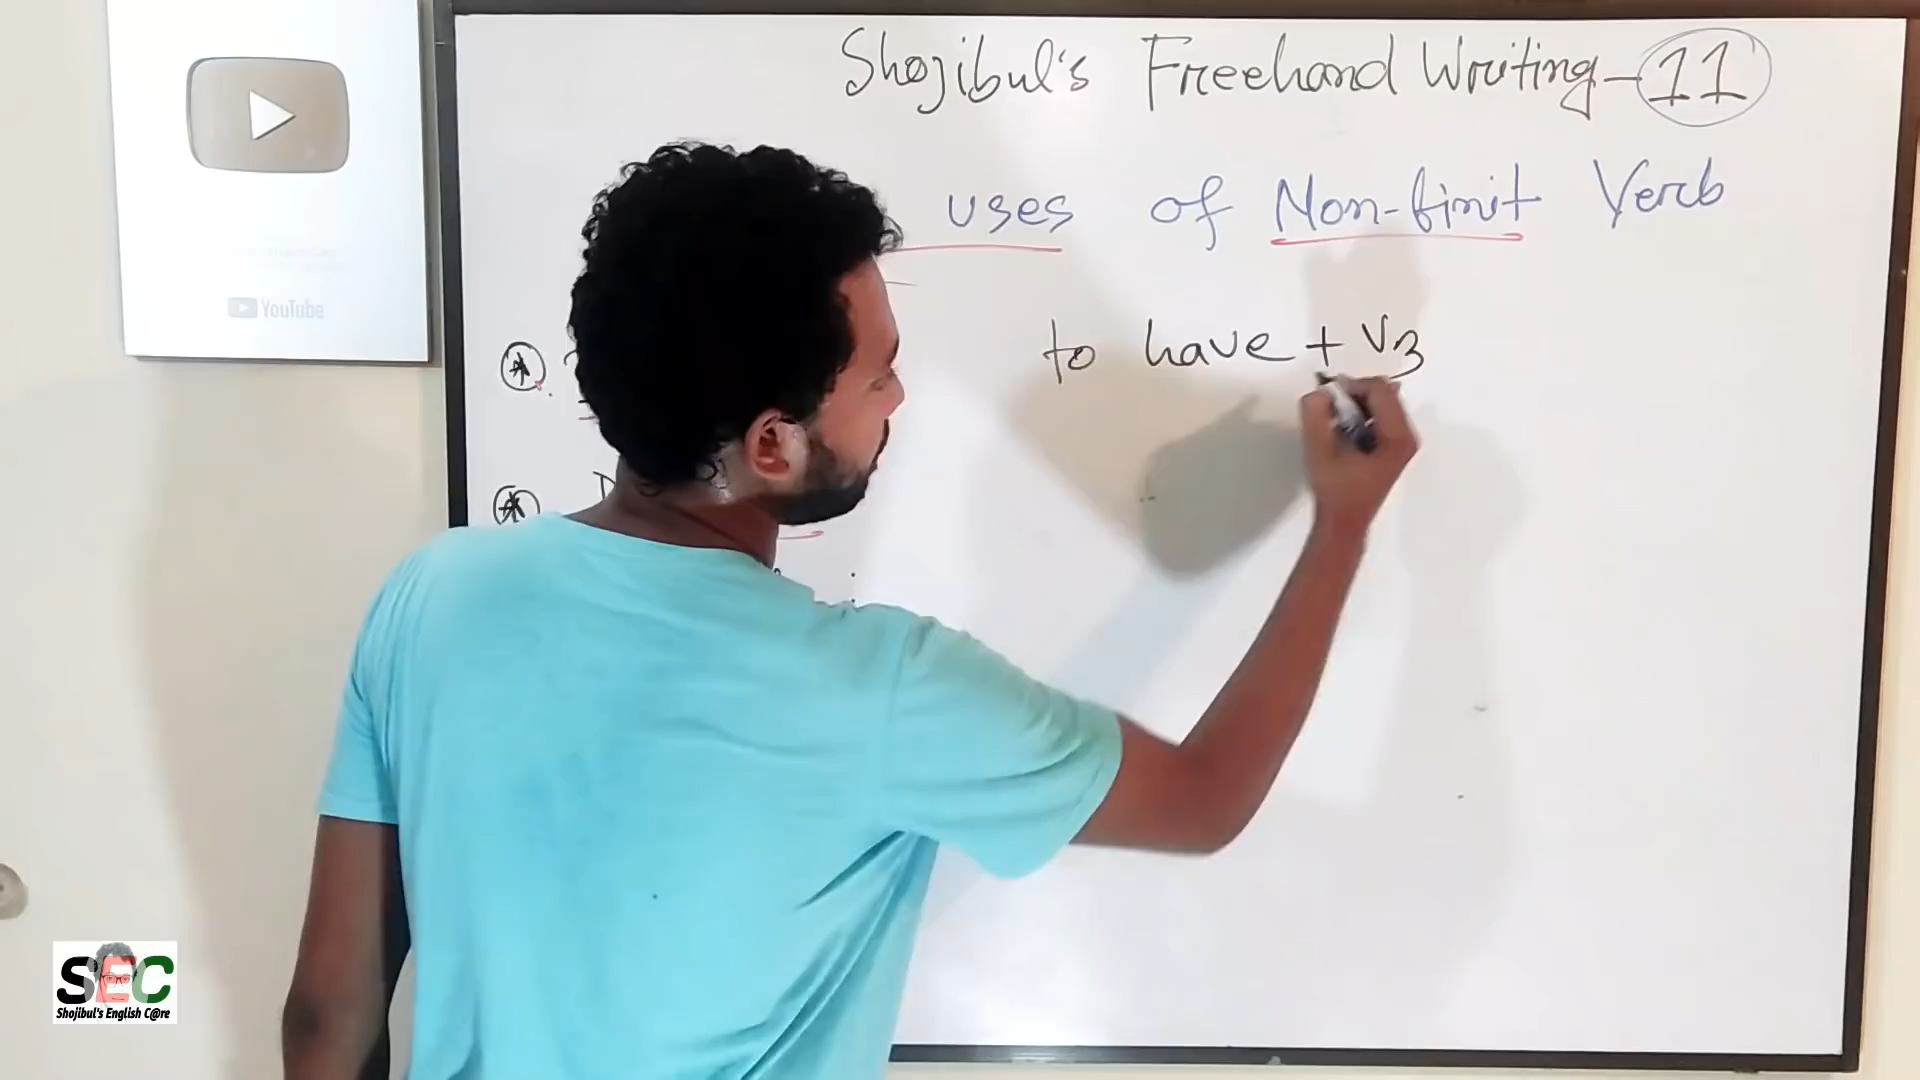 Shojibul's Freehand Writing-11
uses of Non-finit Verb
to have + V3
YouTube
SEC
Shojibul's English C@re